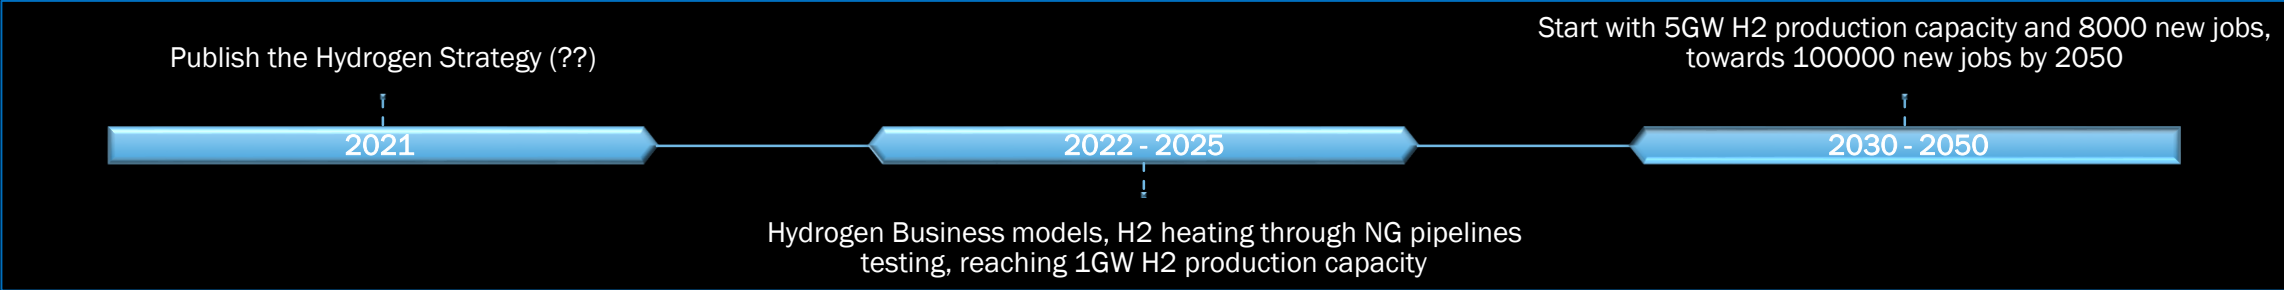 Publish the Hydrogen Strategy (??)
2021
Hydrogen Business models, H2 heating through NG pipelines
testing, reaching 1GW H2 production capacity
2022 - 2025
Start with 5GW H2 production capacity and 8000 new jobs,
towards 100000 new jobs by 2050
2030 - 2050